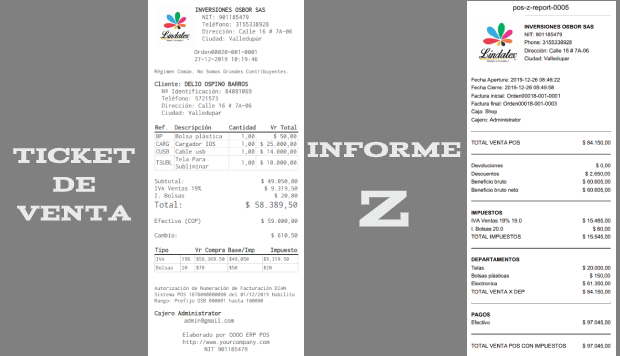 TICKET
DE
VENTA
Lindalex
INVERSIONES OSBOR SAS
NIT: 901185479
Teléfono: 3155338928
Dirección: Calle 16 # 7A-06
Ciudad: Valledupar
Orden00020-001-0001
27-12-2019 10:19:46
Régimen Común. No Somos Grandes Contribuyentes.
Cliente: DELIO OSPINO BARROS
Nº Identificación: 84081069
Teléfono: 5721573
Dirección: Calle 16 # 7A-06
Ciudad: Valledupar
Ref. Descripción Cantidad Vr Total
BP Bolsa plástica 1,00 $ 50,00
CARG Cargador IOS 1,00 $ 25.000,00
CUSB Cable usb 1,00 $ 14.000,00
TSUBL Tela Para Subliminar 1,00 $ 10.000,00
Subtotal: $ 49.050,00
IVA Ventas 19% $ 9.319,50
I. Bolsas $ 20,00
Total: $ 58.389,50
Efectivo (COP) $ 59.000,00
Cambio: $ 610,50
Tipo Vr Compra Base/Imp Impuesto
IVA 19% $58,369.50 $49,050 $9,319.50
Bolsas 20 $70 $50 $20
Autorización de Numeración de Facturación DIAN
Sistema POS del 01/12/2019 Habilita
Rango: Prefijo OSB 000001 hasta 100000
Cajero Administrator
admin@gmail.com
Elaborado por ODOO ERP POS
http://www.yourcompany.com
NIT 901185479
INFORME
Z
pos-z-report-0005
Lindalex
INVERSIONES OSBOR SAS
NIT: 901185479
Phone: 3155338928
Dirección: Calle 16 # 7A-06
Ciudad: Valledupar
Fecha Apertura: 2019-12-26 08:46:22
Fecha Cierre: 2019-12-26 08:49:58
Factura inicial: Orden00018-001-0001
Factura final: Orden00018-001-0003
Caja: Shop
Cajero: Administrator
TOTAL VENTA POS $ 84.150,00
Devoluciones $ 0,00
Descuentos $ 2.650,00
Beneficio bruto $ 60.605,00
Beneficio bruto neto $ 60.605,00
IMPUESTOS
IVA Ventas 19% 19.0 $ 15.485,00
I. Bolsas 20.0 $ 60,00
TOTAL IMPUESTOS $ 15.545,00
DEPARTAMENTOS
Telas $ 20.000,00
Bolsas plásticas $ 150,00
Electronica $ 61.350,00
TOTAL VENTA X DEP $ 84.150,00
PAGOS
Efectivo $ 97.045,00
TOTAL VENTA POS CON IMPUESTOS $ 97.045,00